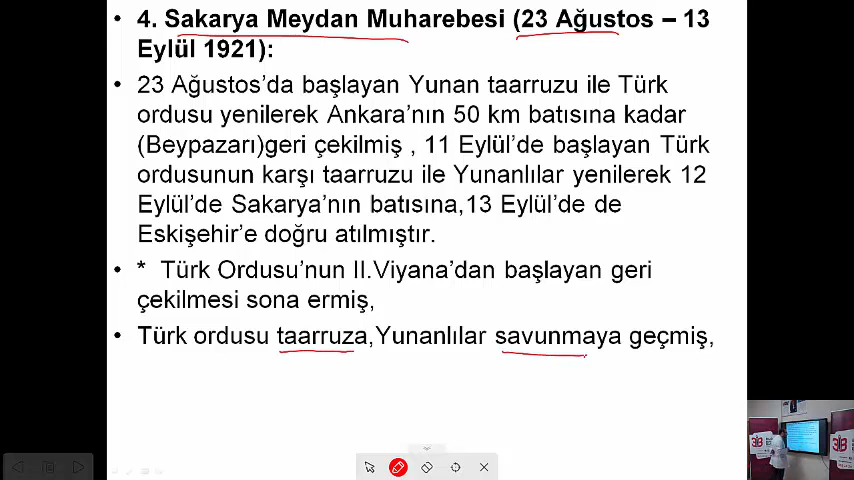 • 4. Sakarya Meydan Muharebesi (23 Ağustos – 13
Eylül 1921):
• 23 Ağustos'da başlayan Yunan taarruzu ile Türk
ordusu yenilerek Ankara'nın 50 km batısına kadar
(Beypazarı)geri çekilmiş , 11 Eylül'de başlayan Türk
ordusunun karşı taarruzu ile Yunanlılar yenilerek 12
Eylül'de Sakarya'nın batısına,13 Eylül'de de
Eskişehir'e doğru atılmıştır.
• * Türk Ordusu'nun II.Viyana'dan başlayan geri
çekilmesi sona ermiş,
• Türk ordusu taarruza,Yunanlılar savunmaya geçmiş,